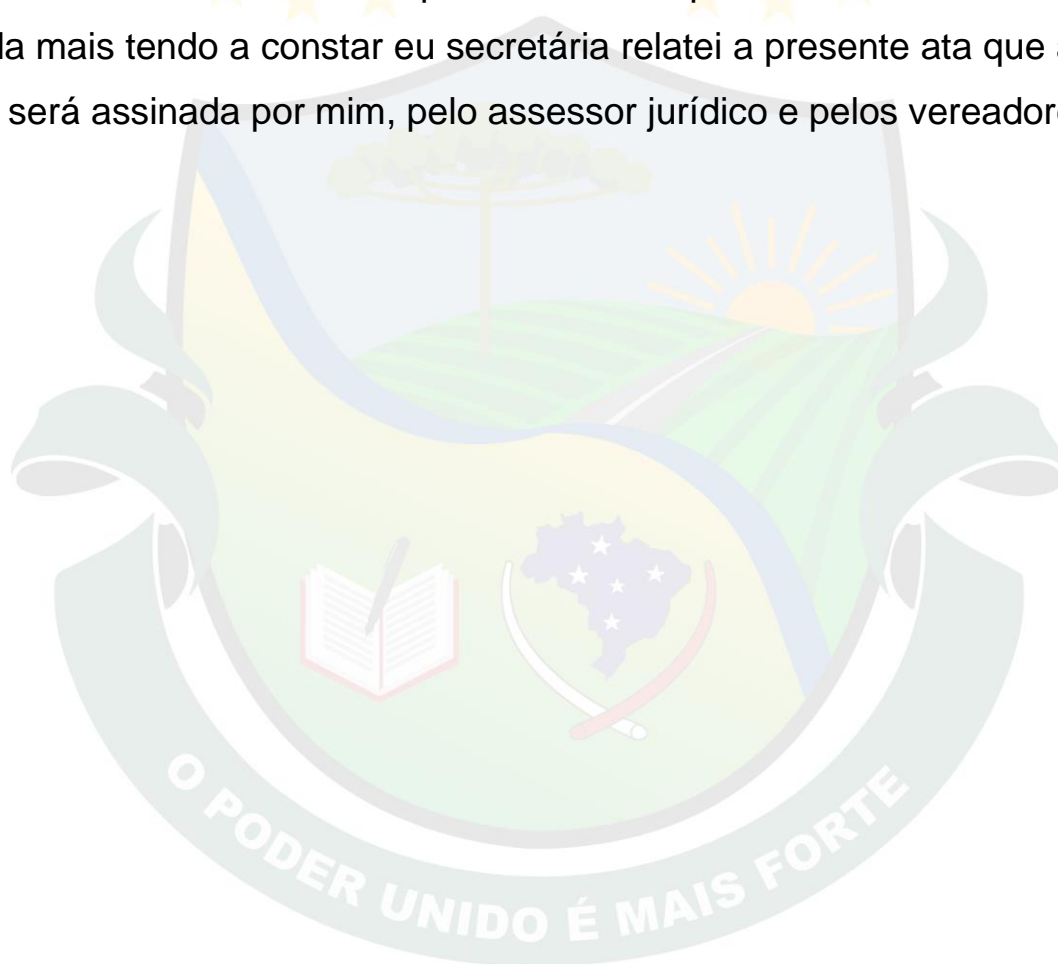 da mais tendo a constar eu secretária relatei a presente ata que a
será assinada por mim, pelo assessor jurídico e pelos vereadore
O PODER UNIDO É MAIS FORTE